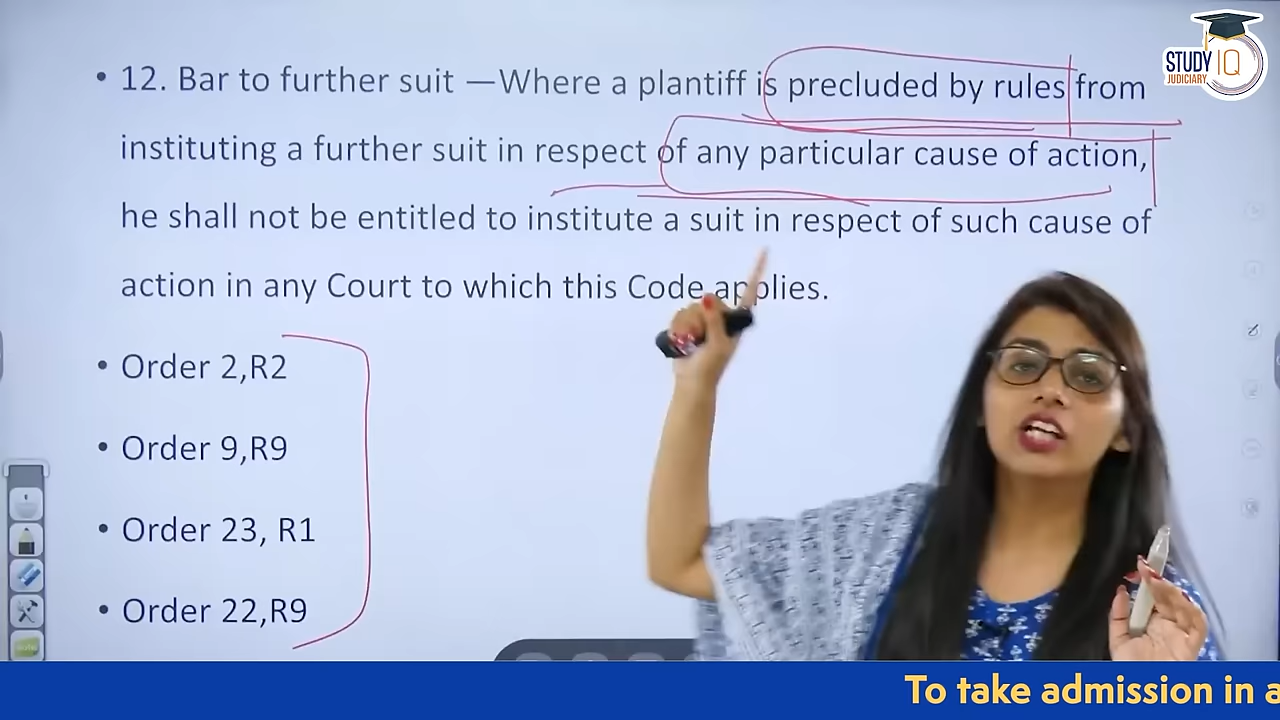 STUDY IQ
JUDICIARY
• 12. Bar to further suit —Where a plantiff is precluded by rules from
instituting a further suit in respect of any particular cause of action,
he shall not be entitled to institute a suit in respect of such cause of
action in any Court to which this Code applies.
• Order 2,R2
• Order 9,R9
• Order 23, R1
• Order 22,R9
To take admission in a